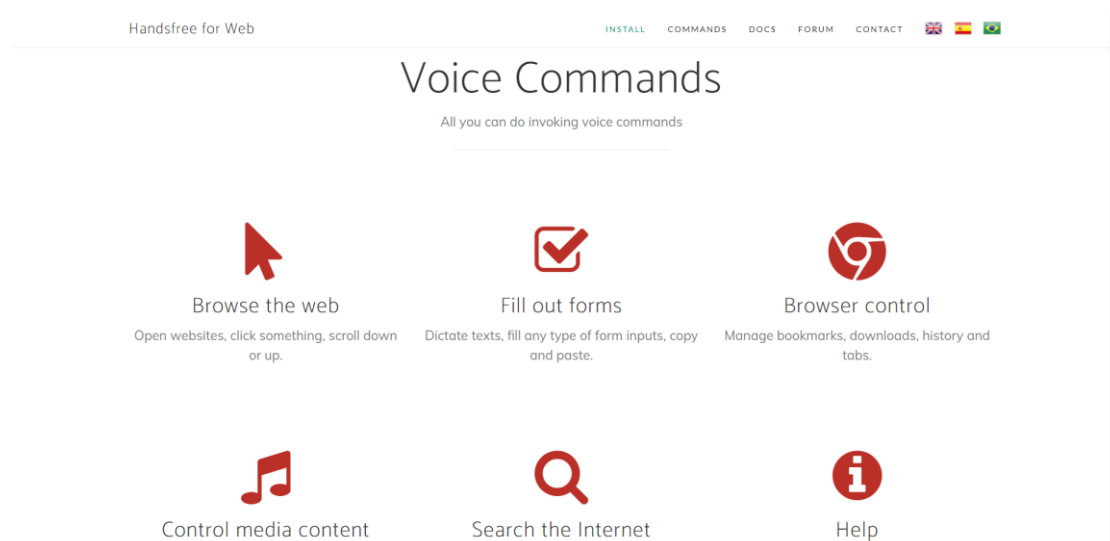 Handsfree for Web
INSTALL COMMANDS DOCS FORUM CONTACT
Voice Commands
All you can do invoking voice commands
Browse the web
Open websites, click something, scroll down
or up.
Fill out forms
Dictate texts, fill any type of form inputs, copy
and paste.
Browser control
Manage bookmarks, downloads, history and
tabs.
Control media content
Search the Internet
Help